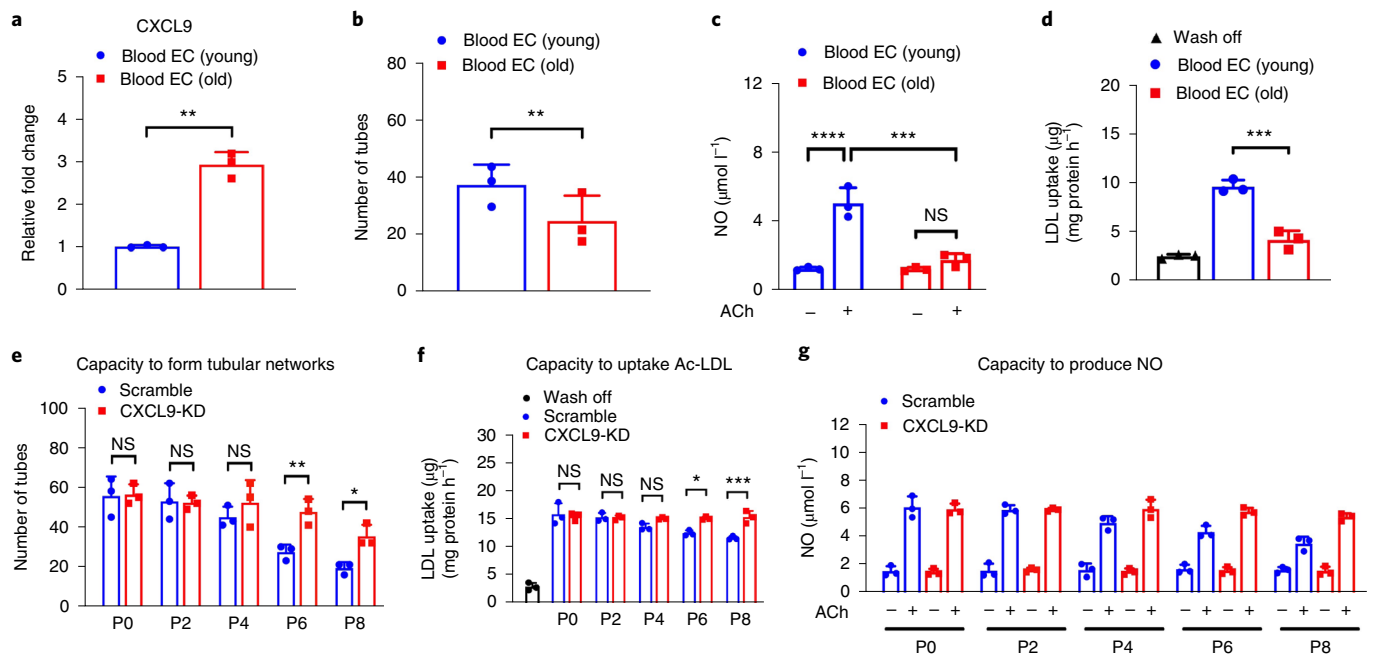 a
CXCL9
Blood EC (young)
Blood EC (old)
Relative fold change
5
4
3
2
1
0
**
b
Blood EC (young)
Blood EC (old)
Number of tubes
80
60
40
20
0
**
c
Blood EC (young)
Blood EC (old)
NO (μmol l⁻¹)
12
8
4
0
**** ***
NS
ACh − + − +
d
Wash off
Blood EC (young)
Blood EC (old)
LDL uptake (μg)
(mg protein h⁻¹)
20
15
10
5
0
***
e
Capacity to form tubular networks
Scramble
CXCL9-KD
Number of tubes
100
80
60
40
20
0
NS NS NS ** *
P0 P2 P4 P6 P8
f
Capacity to uptake Ac-LDL
Wash off
Scramble
CXCL9-KD
LDL uptake (μg)
(mg protein h⁻¹)
30
25
20
15
10
5
0
NS NS NS * ***
P0 P2 P4 P6 P8
g
Capacity to produce NO
Scramble
CXCL9-KD
NO (μmol l⁻¹)
12
10
8
6
4
2
0
ACh − + − + − + − + − + − + − + − + − + − +
P0 P2 P4 P6 P8